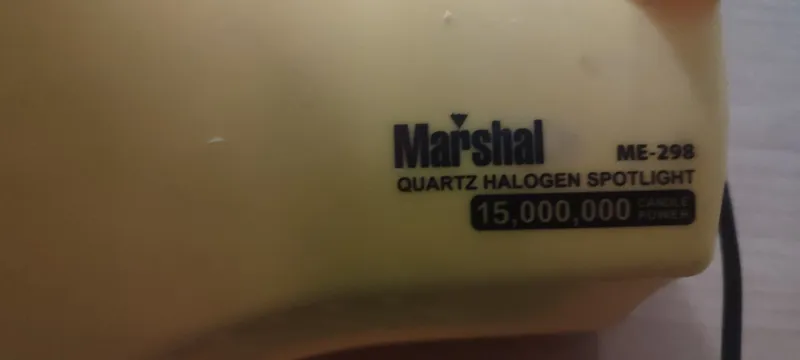 Marshal
ME-298
QUARTZ HALOGEN SPOTLIGHT
15,000,000 CANDLE POWER